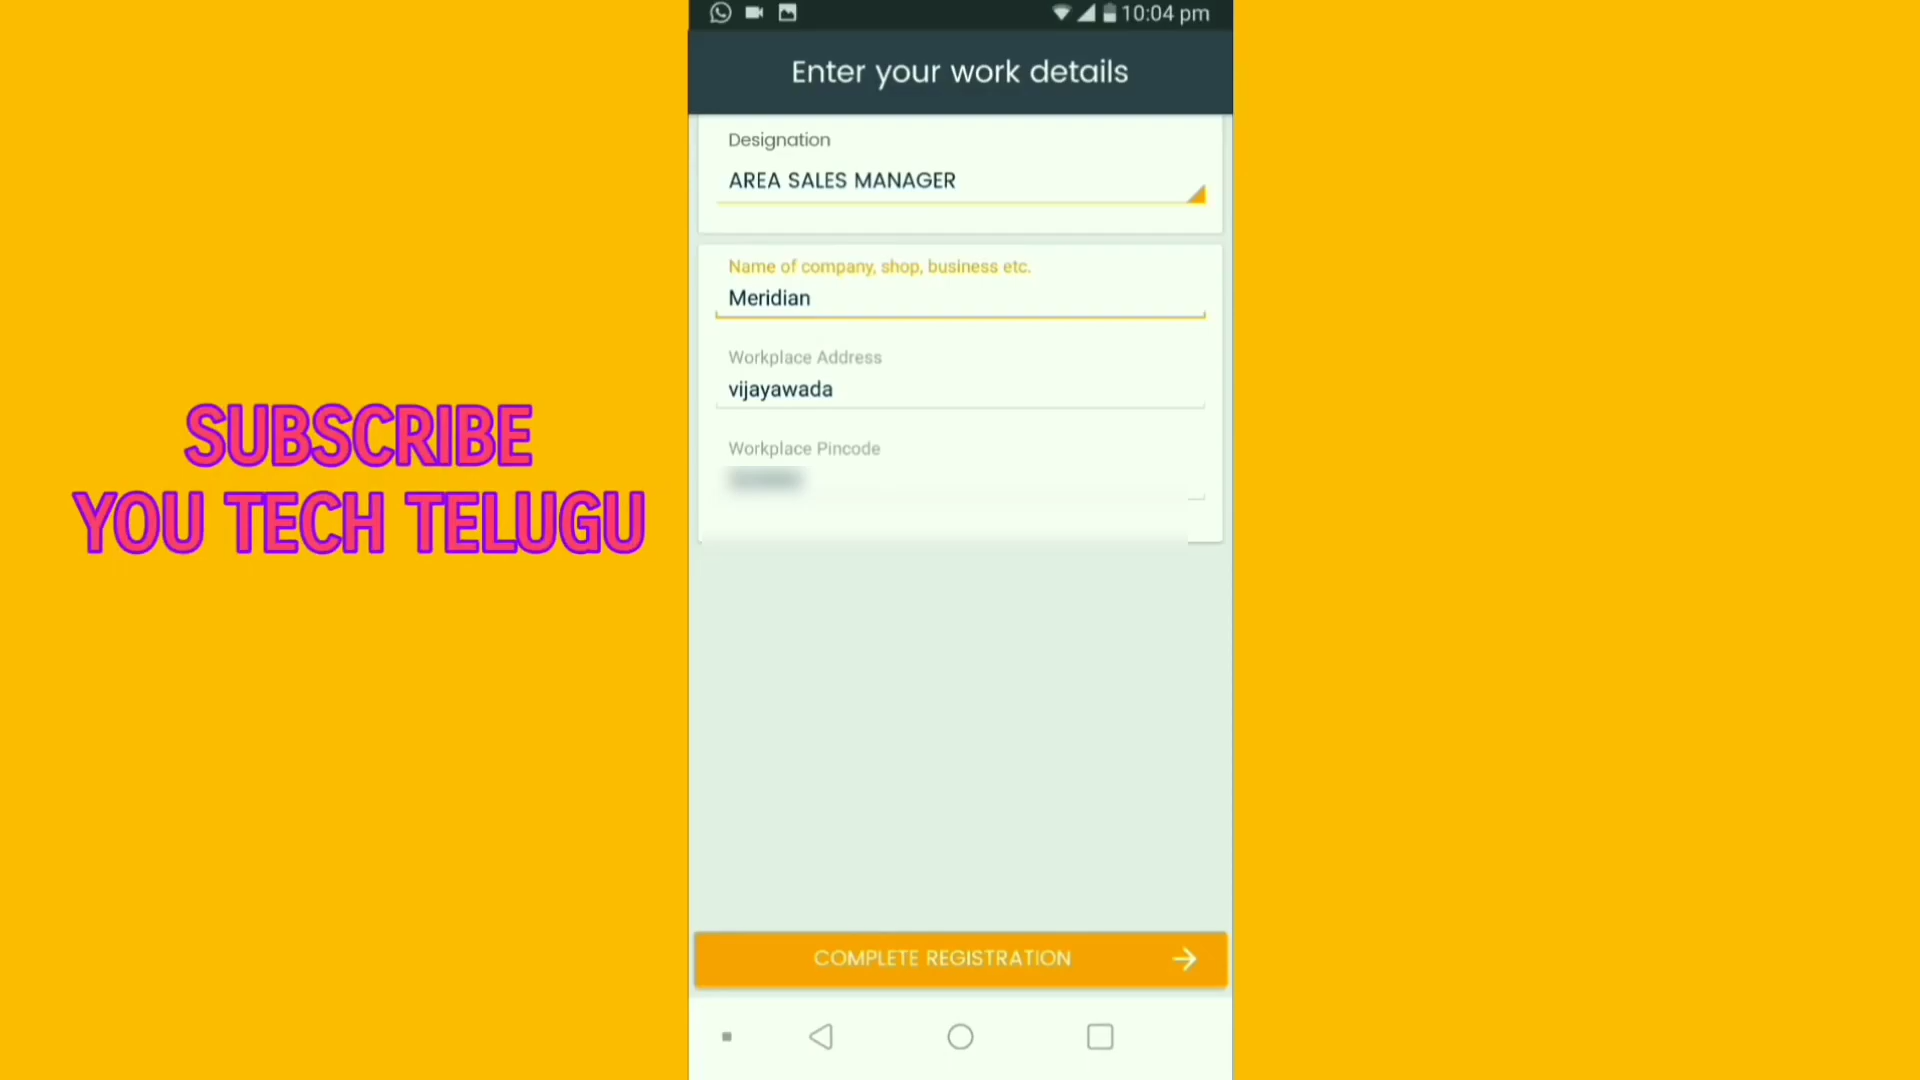 10:04 pm
Enter your work details
Designation
AREA SALES MANAGER
Name of company, shop, business etc.
Meridian
Workplace Address
vijayawada
Workplace Pincode
SUBSCRIBE
YOU TECH TELUGU
COMPLETE REGISTRATION